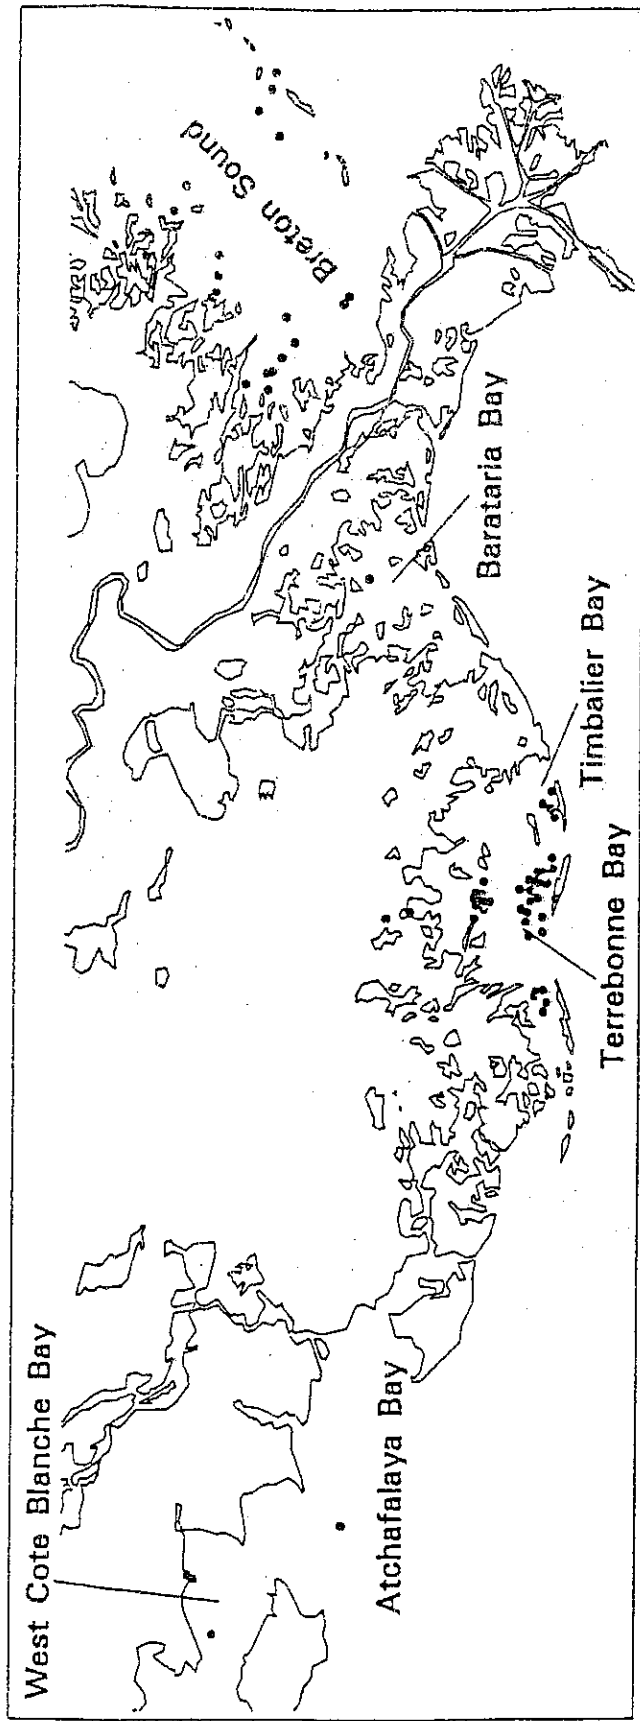 West Cote Blanche Bay
Atchafalaya Bay
Terrebonne Bay
Timbalier Bay
Barataria Bay
Breton Sound